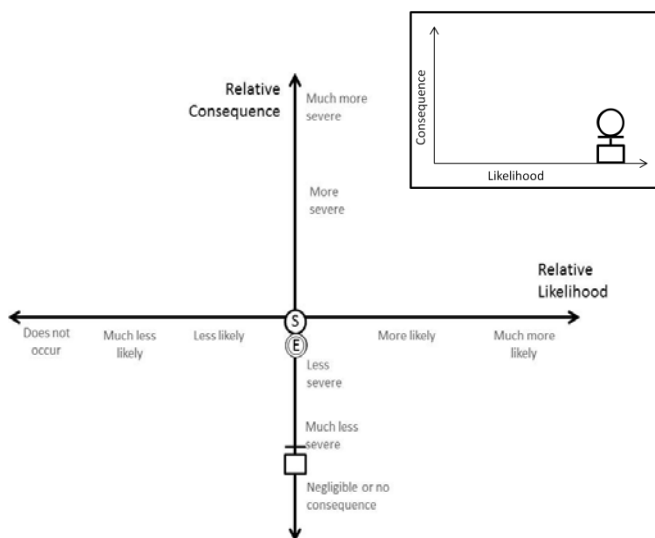 Relative
Consequence
Much more
severe
More
severe
Consequence
Likelihood
Relative
Likelihood
S
E
Does not
occur
Much less
likely
Less likely
More likely
Much more
likely
Less
severe
Much less
severe
Negligible or no
consequence